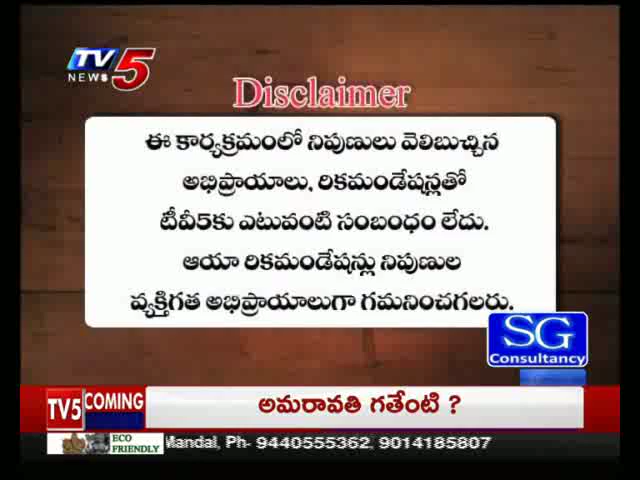 TV5
NEWS
Disclaimer
ఈ కార్యక్రమంలో నిపుణులు వెలిబుచ్చిన
అభిప్రాయాలు, రికమండేషన్లతో
టీవీ5కు ఎటువంటి సంబంధం లేదు.
ఆయా రికమండేషన్లు నిపుణుల
వ్యక్తిగత అభిప్రాయాలుగా గమనించగలరు.
SG
Consultancy
TV5 COMING
అమరావతి గతేంటి ?
ECO
FRIENDLY
Mandal, Ph- 9440555362, 9014185807